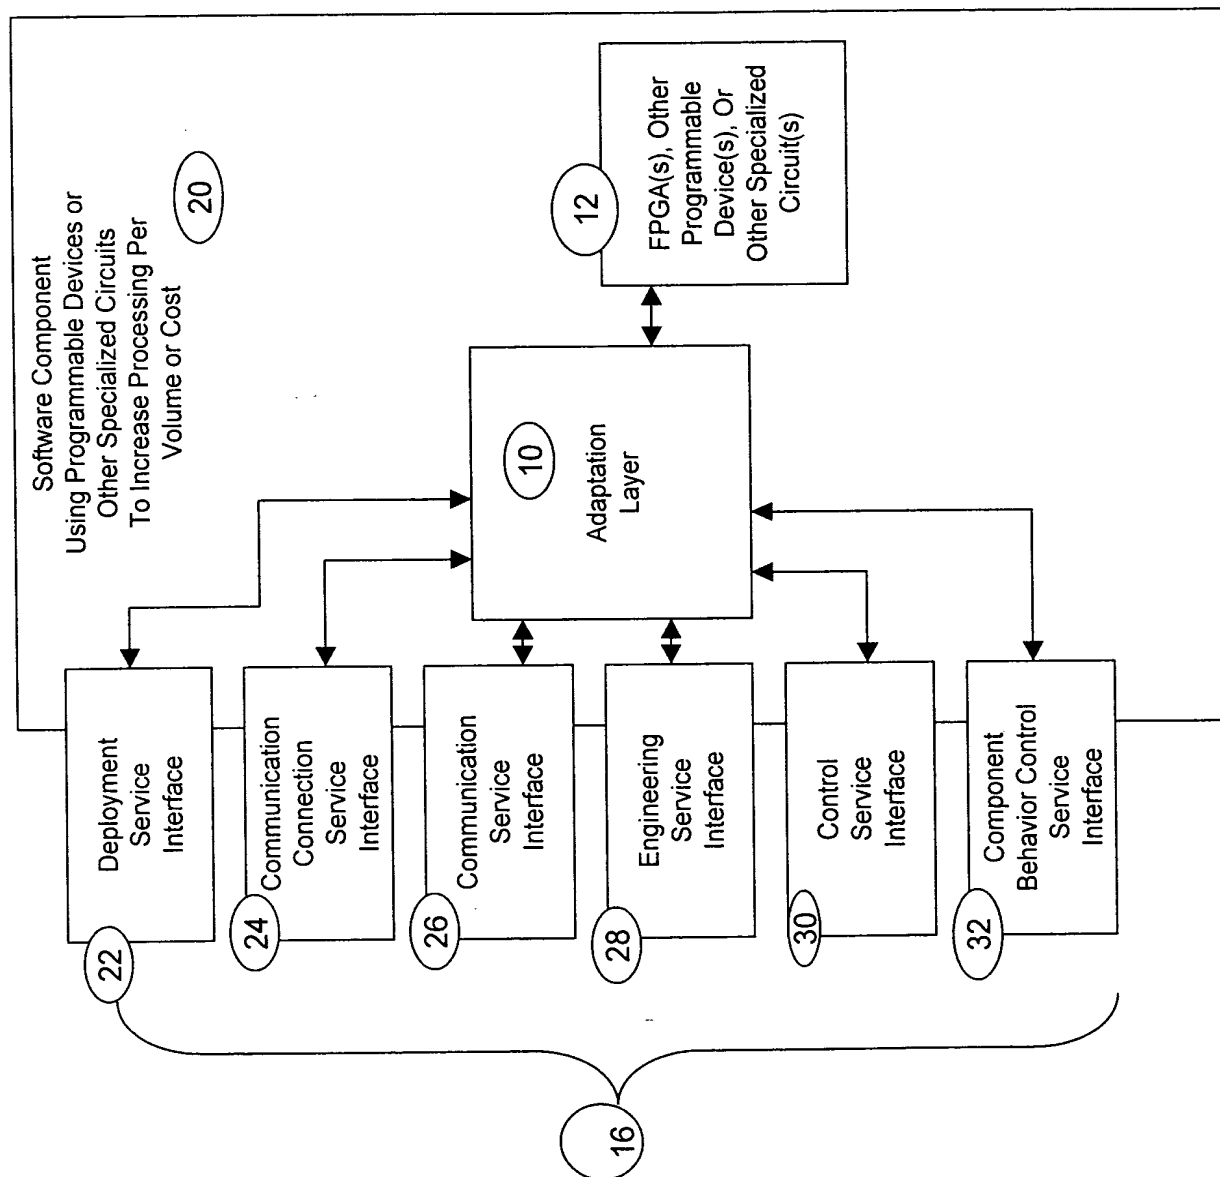 Software Component
Using Programmable Devices or
Other Specialized Circuits
To Increase Processing Per
Volume or Cost
20
12
FPGA(s), Other
Programmable
Device(s), Or
Other Specialized
Circuit(s)
10
Adaptation
Layer
Deployment
Service
Interface
22
Communication
Connection
Service
Interface
24
Communication
Service
Interface
26
Engineering
Service
Interface
28
Control
Service
Interface
30
Component
Behavior Control
Service
Interface
32
16